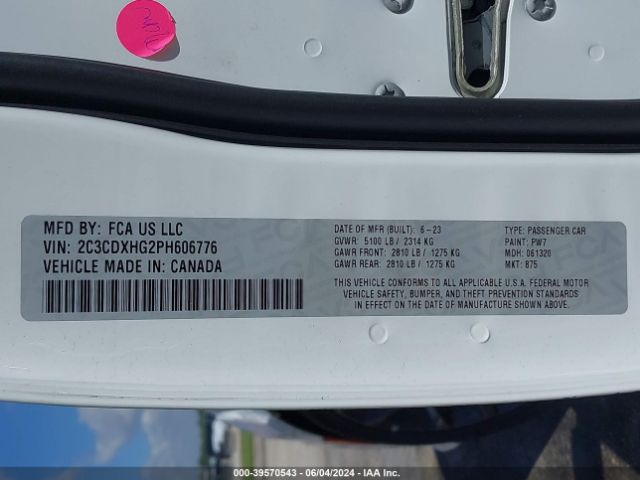 MFD BY: FCA US LLC
VIN: 2C3CDXHG2PH606776
VEHICLE MADE IN: CANADA
DATE OF MFR (BUILT): 6-23
GVWR: 5100 LB / 2314 KG
GAWR FRONT: 2810 LB / 1275 KG
GAWR REAR: 2810 LB / 1275 KG
TYPE: PASSENGER CAR
PAINT: PW7
MDH: 061320
MKT: 875
THIS VEHICLE CONFORMS TO ALL APPLICABLE U.S.A. FEDERAL MOTOR
VEHICLE SAFETY, BUMPER, AND THEFT PREVENTION STANDARDS
IN EFFECT ON THE DATE OF MANUFACTURE SHOWN ABOVE.
000-39570543 - 06/04/2024 - IAA Inc.